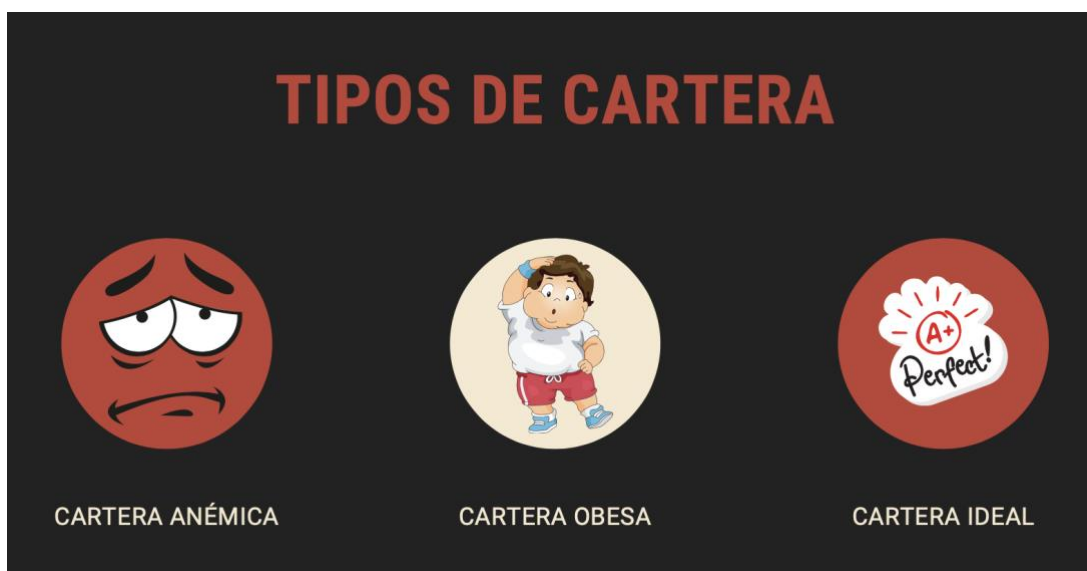 TIPOS DE CARTERA
A+
Perfect!
CARTERA ANÉMICA
CARTERA OBESA
CARTERA IDEAL